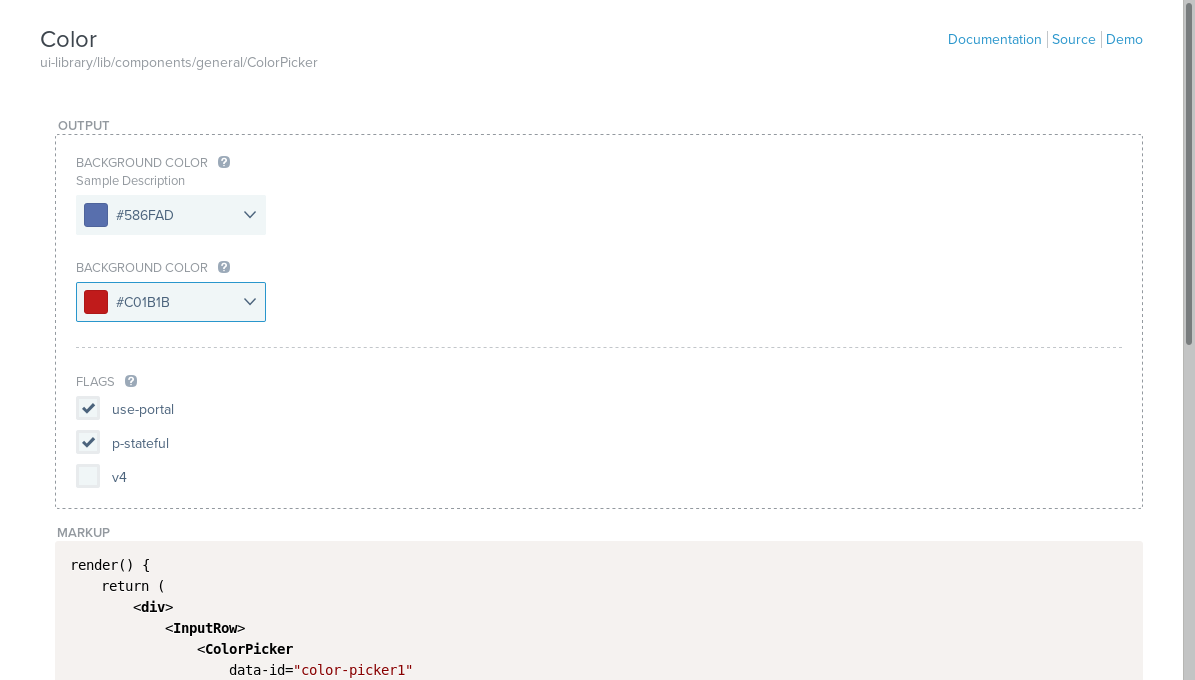 Color
Documentation Source Demo
ui-library/lib/components/general/ColorPicker
OUTPUT
BACKGROUND COLOR ?
Sample Description
#586FAD
BACKGROUND COLOR ?
#C01B1B
FLAGS ?
use-portal
p-stateful
v4
MARKUP
render() {
    return (
        <div>
            <InputRow>
                <ColorPicker
                    data-id="color-picker1"